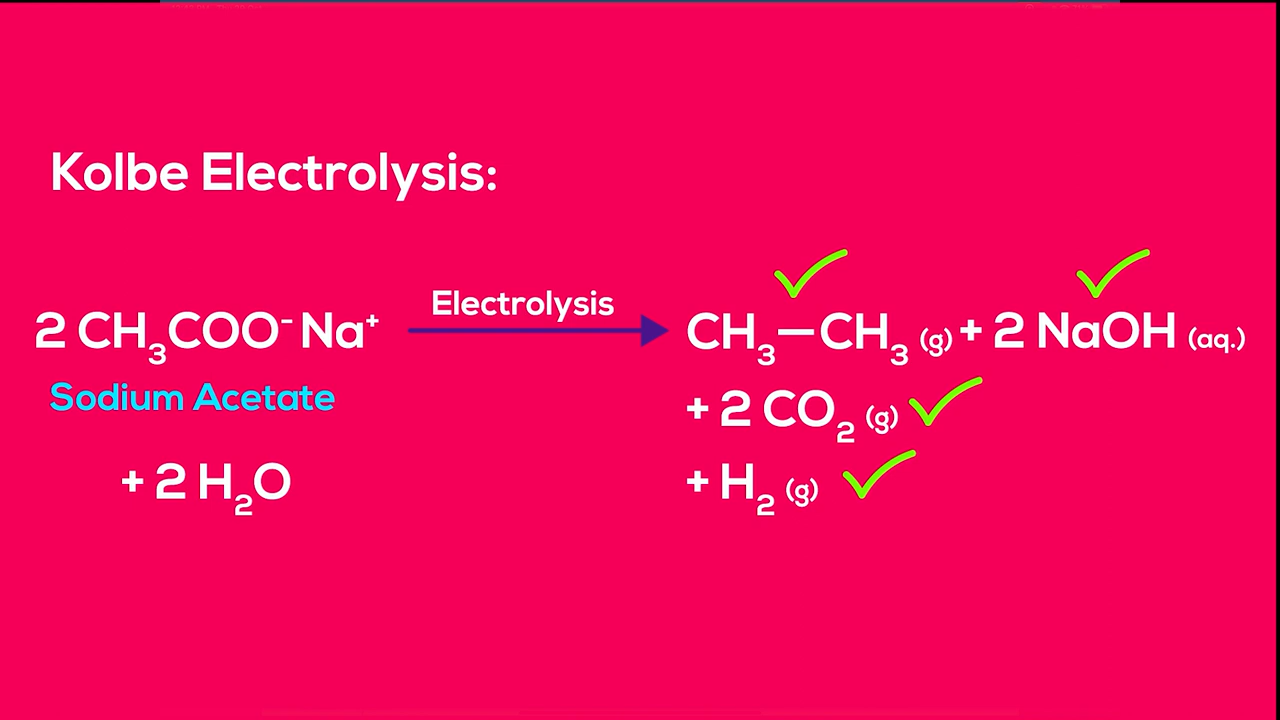 Kolbe Electrolysis:
Electrolysis
2 CH₃COO⁻ Na⁺ CH₃—CH₃ (g) + 2 NaOH (aq.)
Sodium Acetate + 2 CO₂ (g)
+ 2 H₂O + H₂ (g)